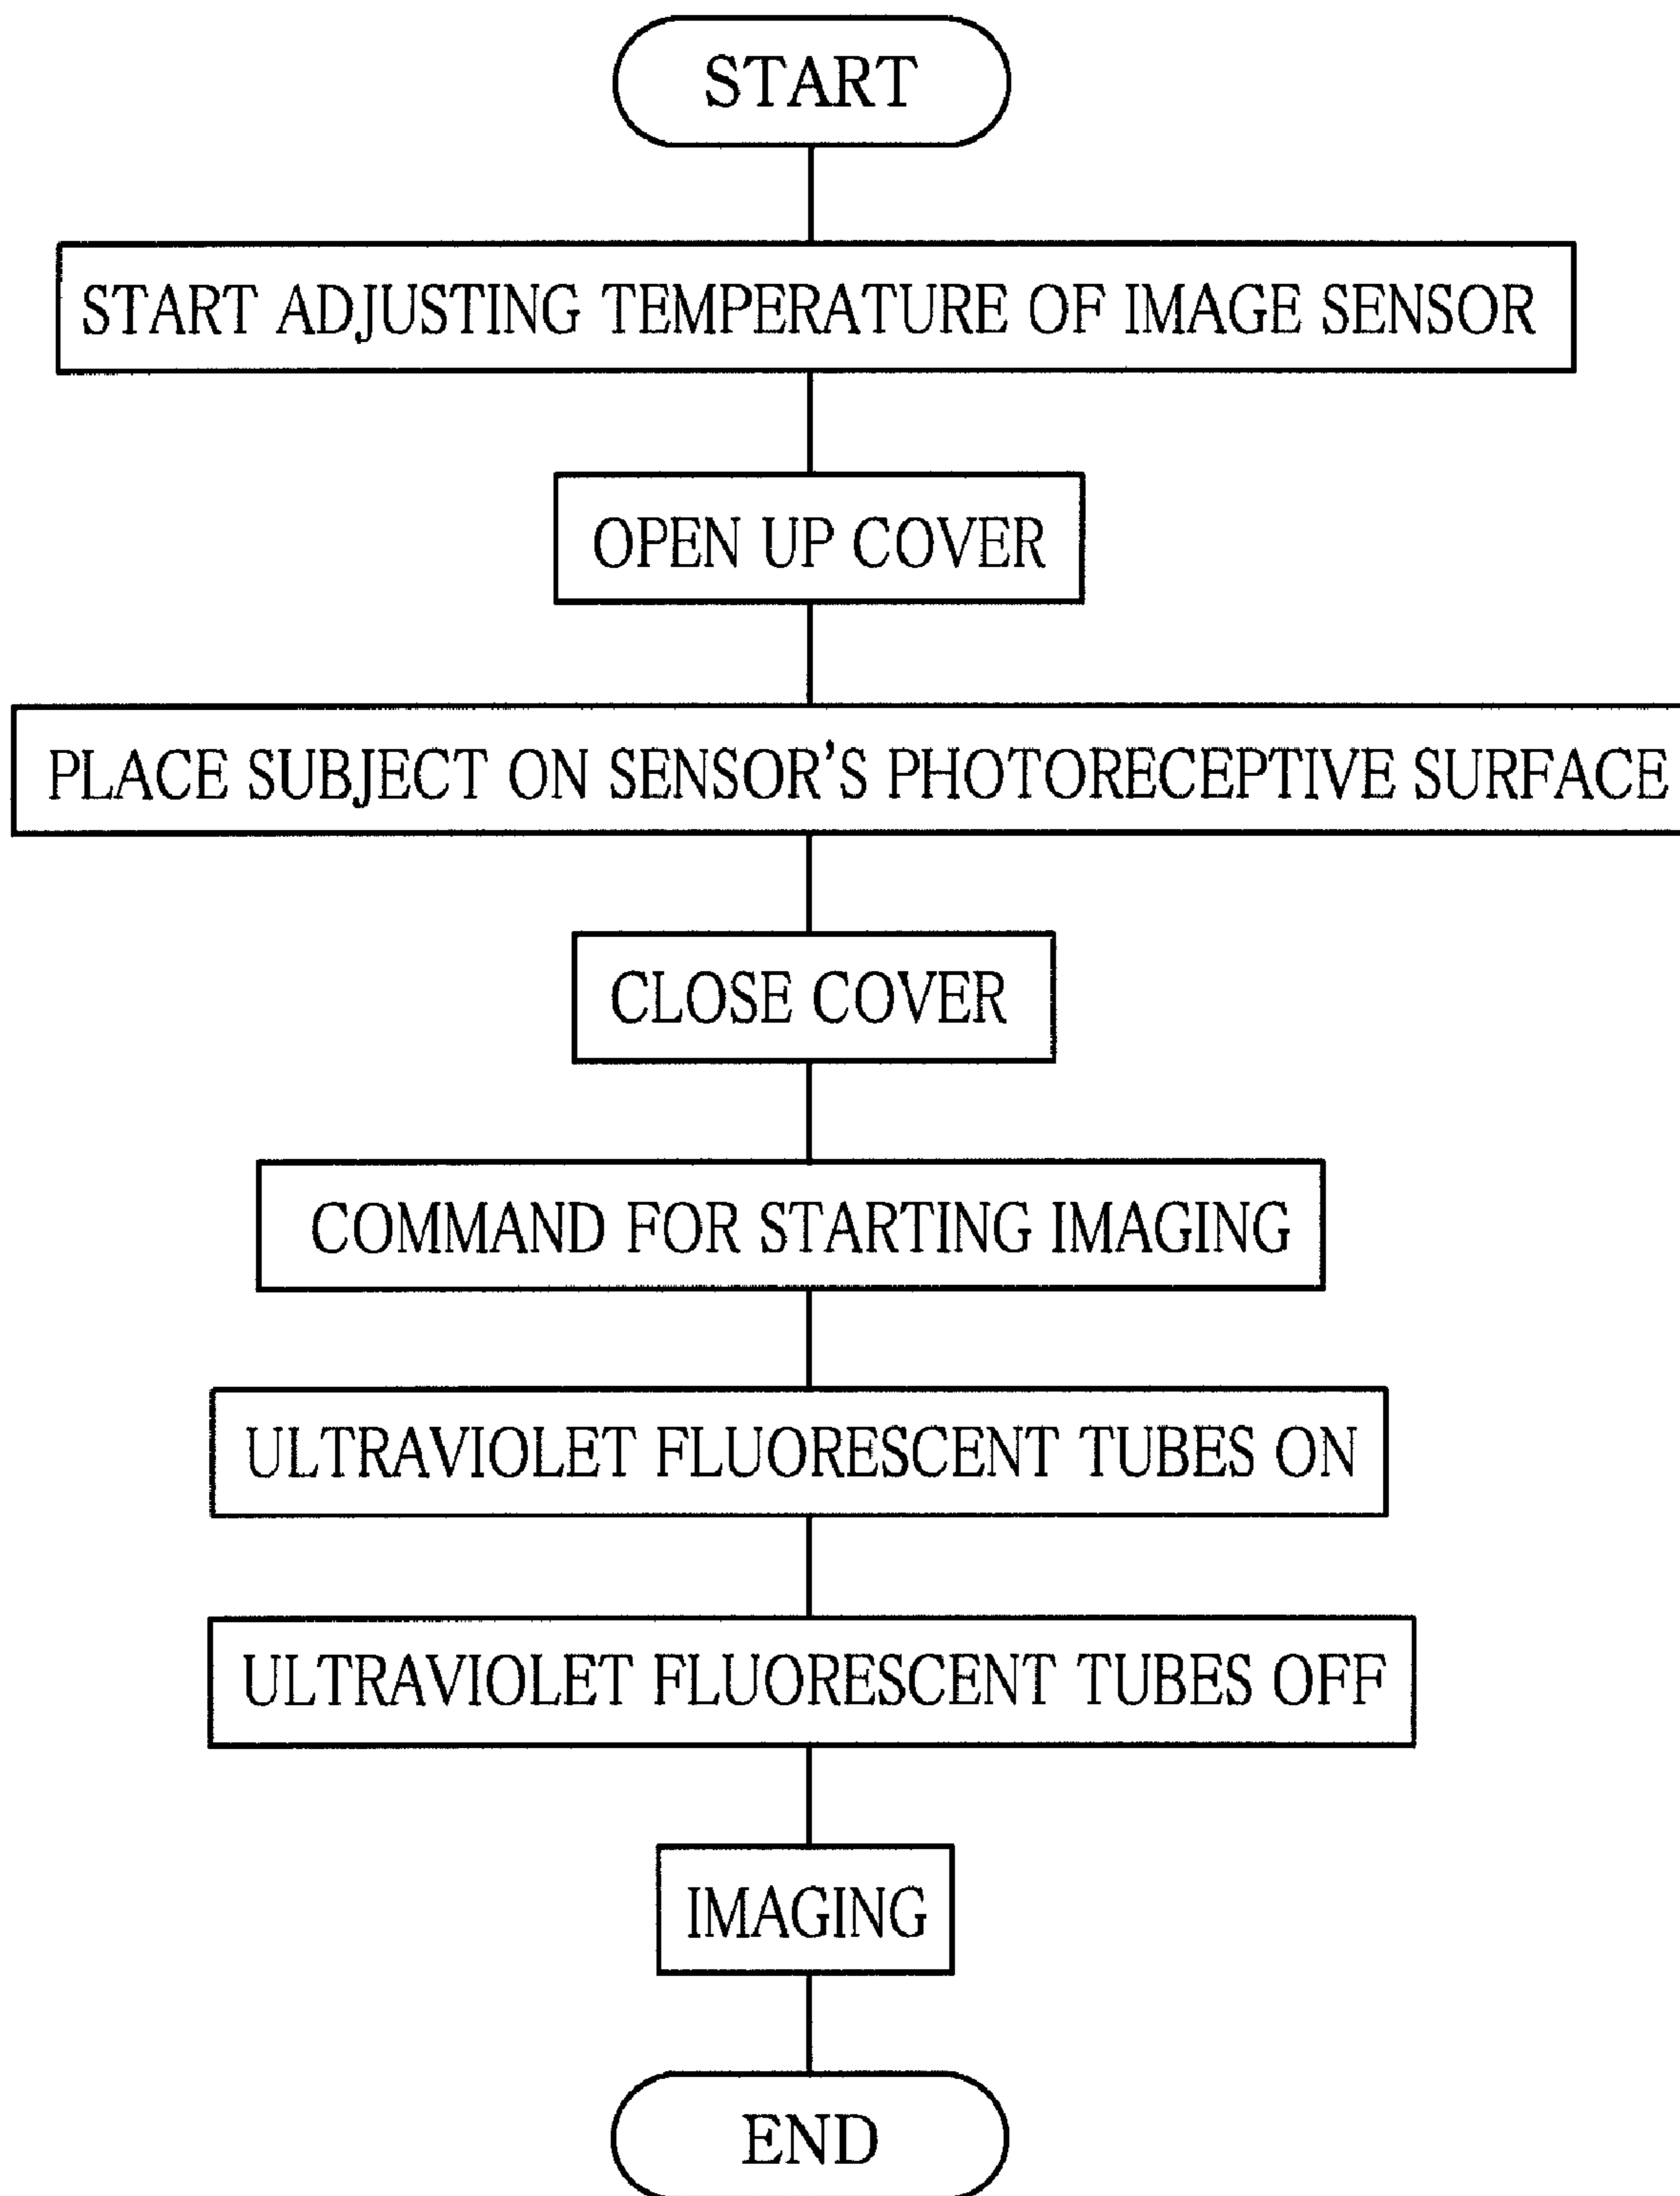 START
START ADJUSTING TEMPERATURE OF IMAGE SENSOR
OPEN UP COVER
PLACE SUBJECT ON SENSOR'S PHOTORECEPTIVE SURFACE
CLOSE COVER
COMMAND FOR STARTING IMAGING
ULTRAVIOLET FLUORESCENT TUBES ON
ULTRAVIOLET FLUORESCENT TUBES OFF
IMAGING
END